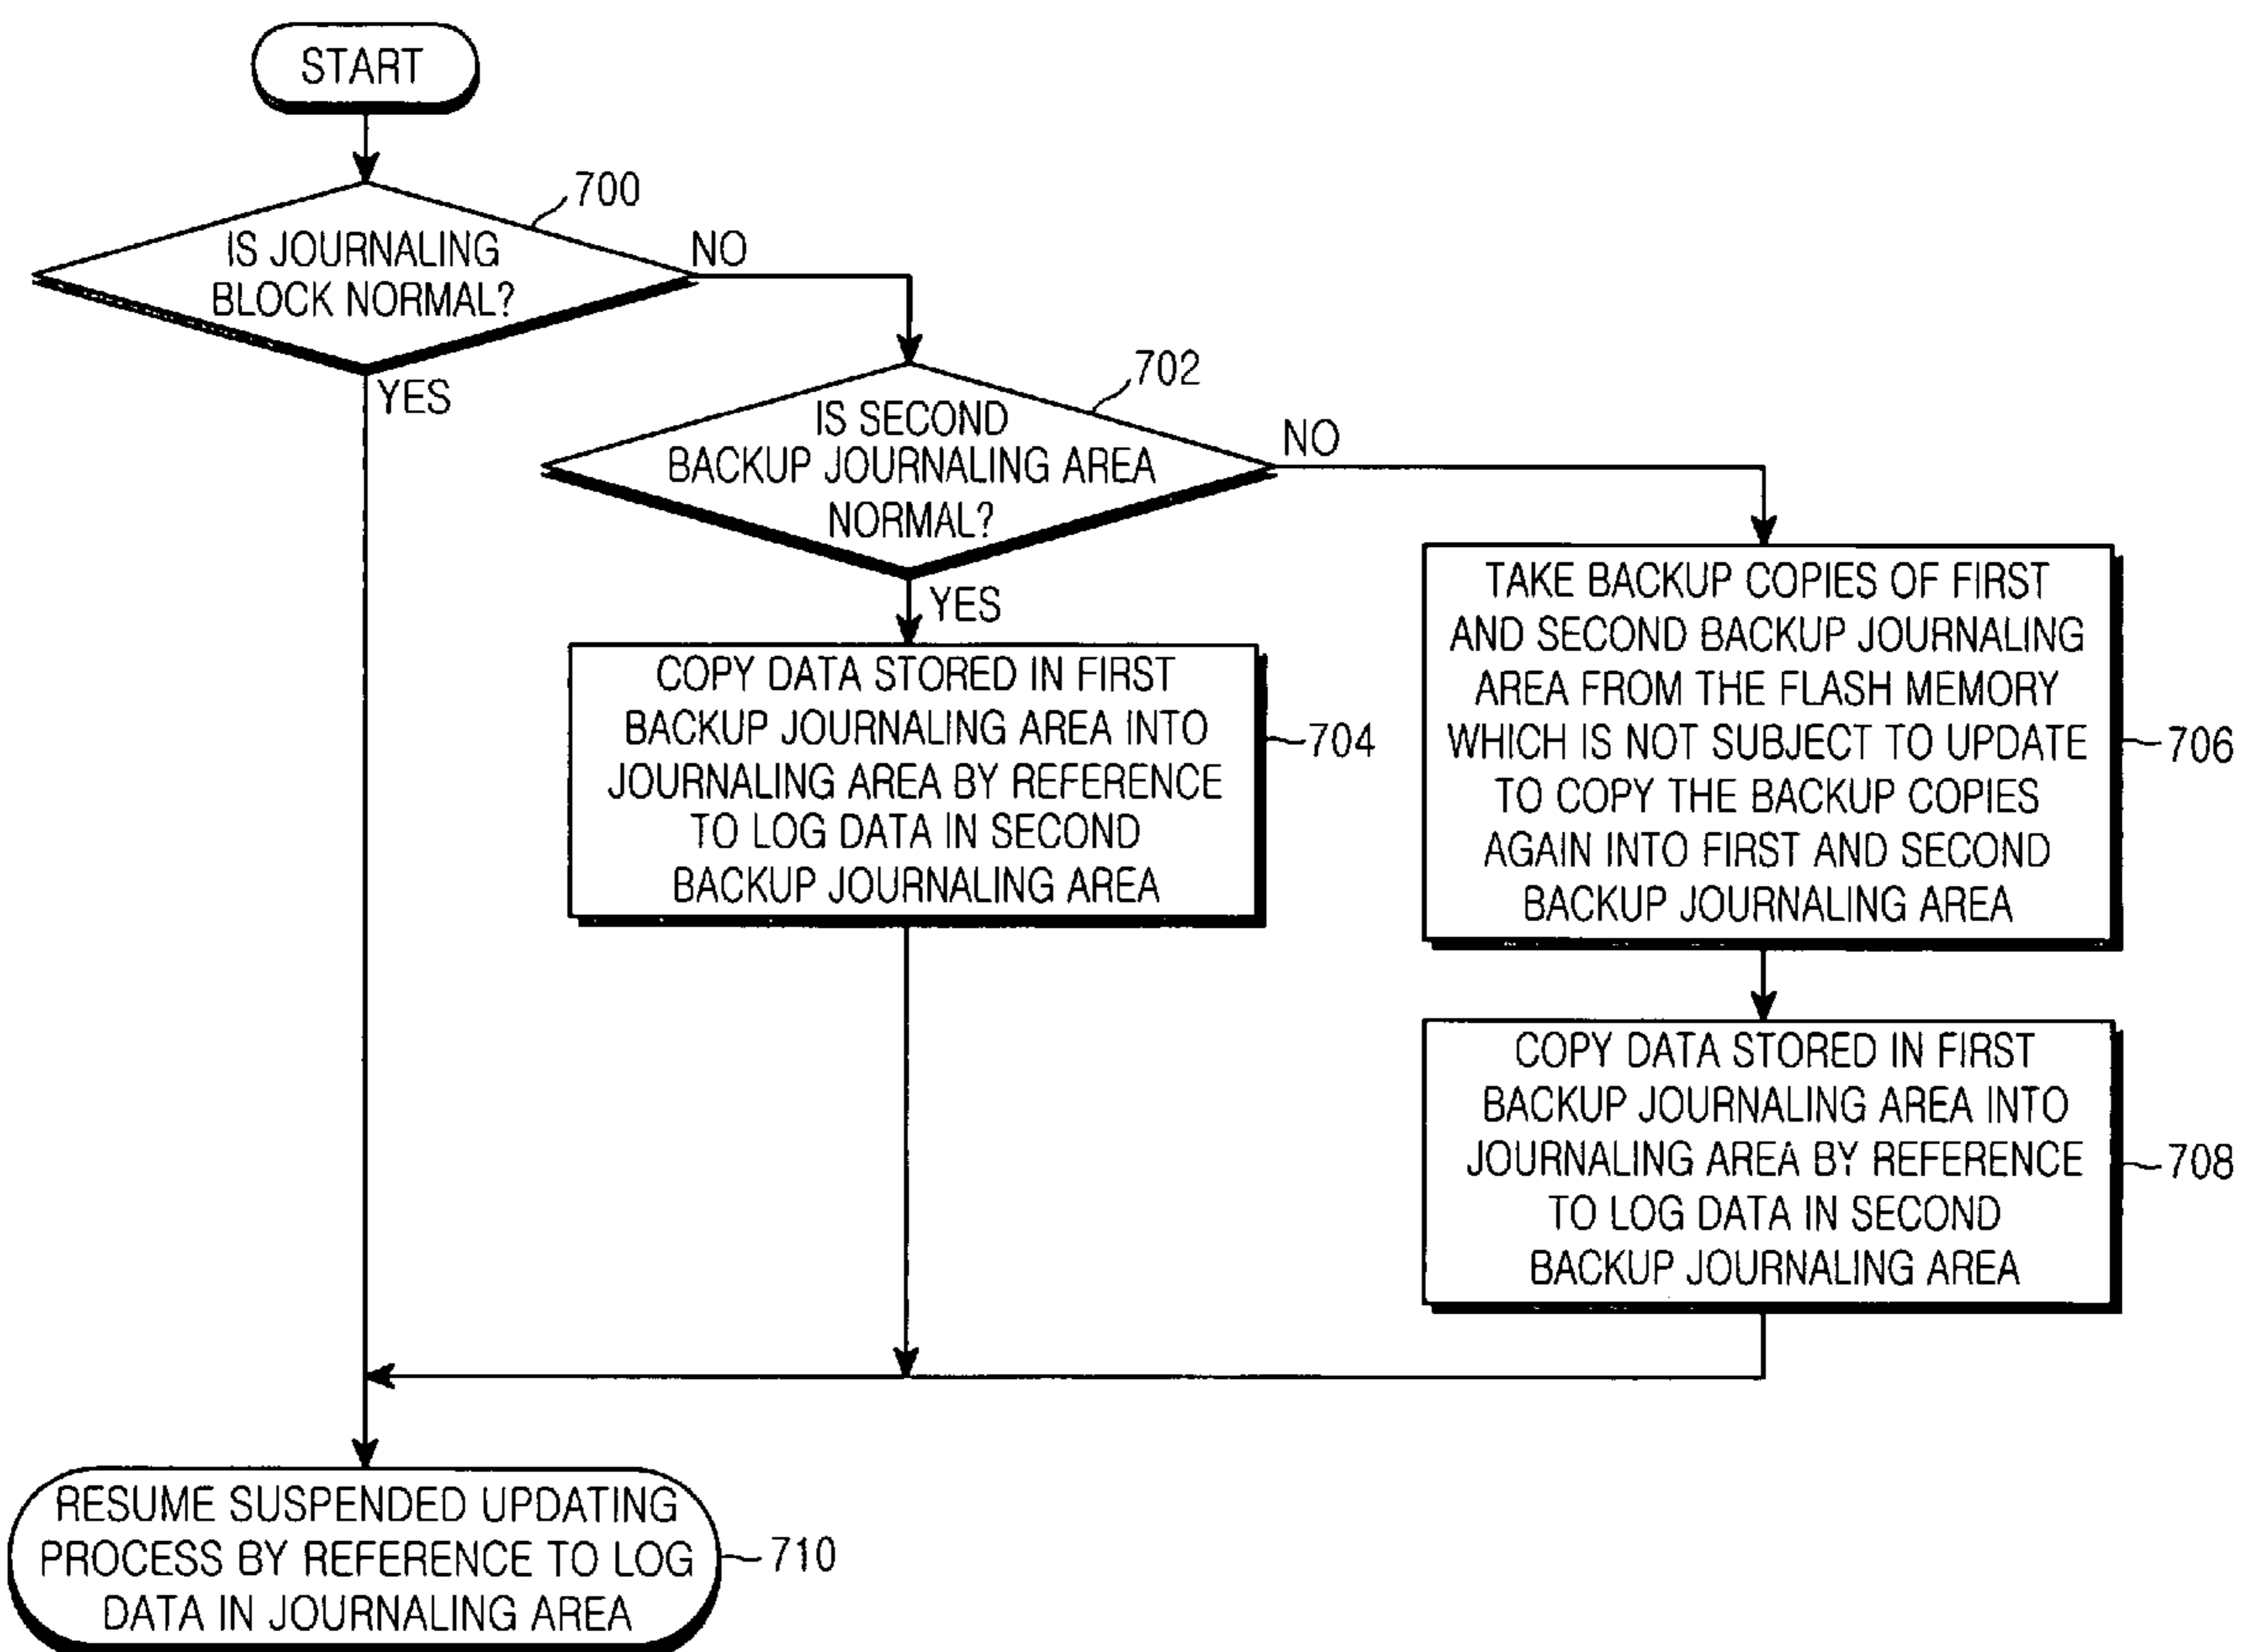 START
700
IS JOURNALING
BLOCK NORMAL?
NO
YES
702
IS SECOND
BACKUP JOURNALING AREA
NORMAL?
NO
YES
COPY DATA STORED IN FIRST
BACKUP JOURNALING AREA INTO
JOURNALING AREA BY REFERENCE
TO LOG DATA IN SECOND
BACKUP JOURNALING AREA
704
TAKE BACKUP COPIES OF FIRST
AND SECOND BACKUP JOURNALING
AREA FROM THE FLASH MEMORY
WHICH IS NOT SUBJECT TO UPDATE
TO COPY THE BACKUP COPIES
AGAIN INTO FIRST AND SECOND
BACKUP JOURNALING AREA
706
COPY DATA STORED IN FIRST
BACKUP JOURNALING AREA INTO
JOURNALING AREA BY REFERENCE
TO LOG DATA IN SECOND
BACKUP JOURNALING AREA
708
RESUME SUSPENDED UPDATING
PROCESS BY REFERENCE TO LOG
DATA IN JOURNALING AREA
710